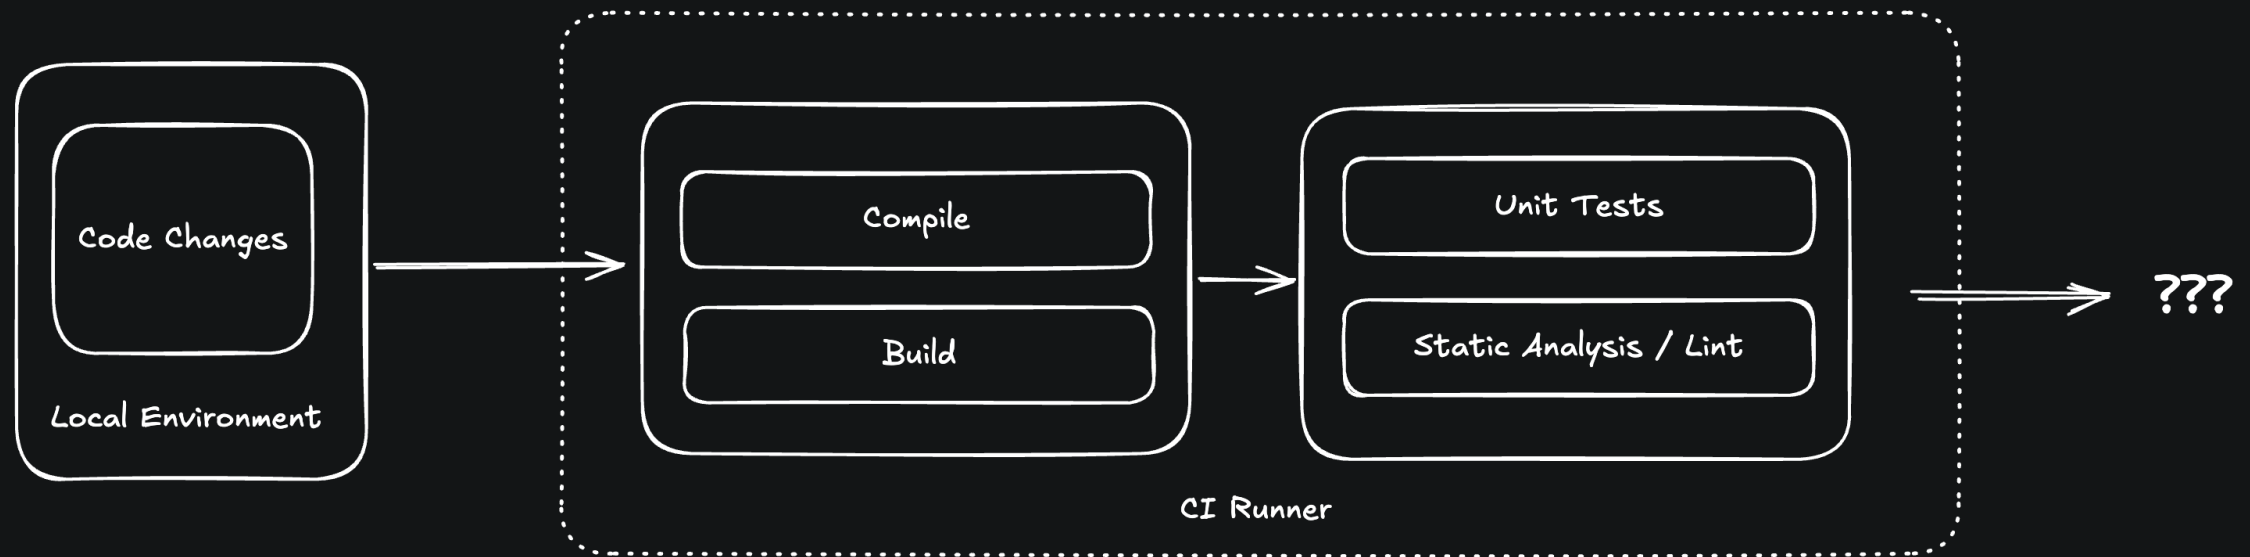 Code Changes
Local Environment
Compile
Build
Unit Tests
Static Analysis / Lint
CI Runner
???